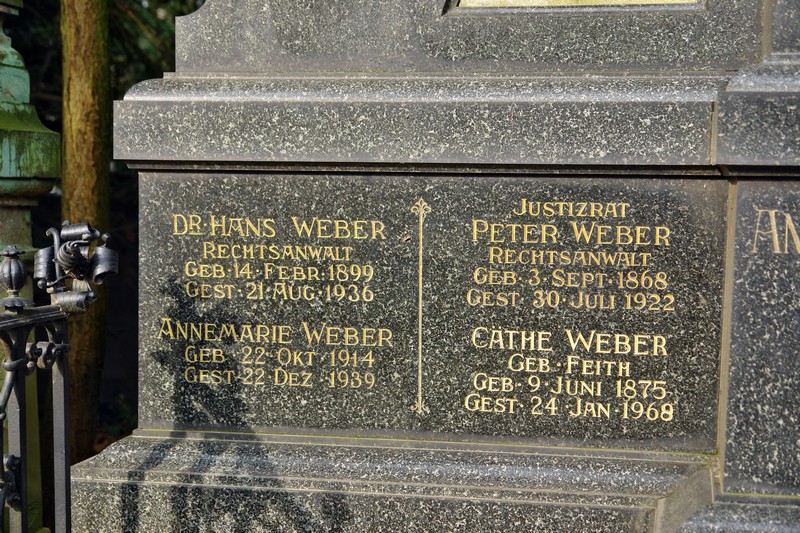 DR. HANS WEBER
RECHTSANWALT
GEB. 14. FEBR. 1899
GEST. 21. AUG. 1936
ANNEMARIE WEBER
GEB. 22. OKT. 1914
GEST. 22. DEZ. 1939
JUSTIZRAT
PETER WEBER
RECHTSANWALT
GEB. 3. SEPT. 1868
GEST. 30. JULI 1922
CÄTHE WEBER
GEB. FEITH
GEB. 9. JUNI 1875.
GEST. 24. JAN. 1968